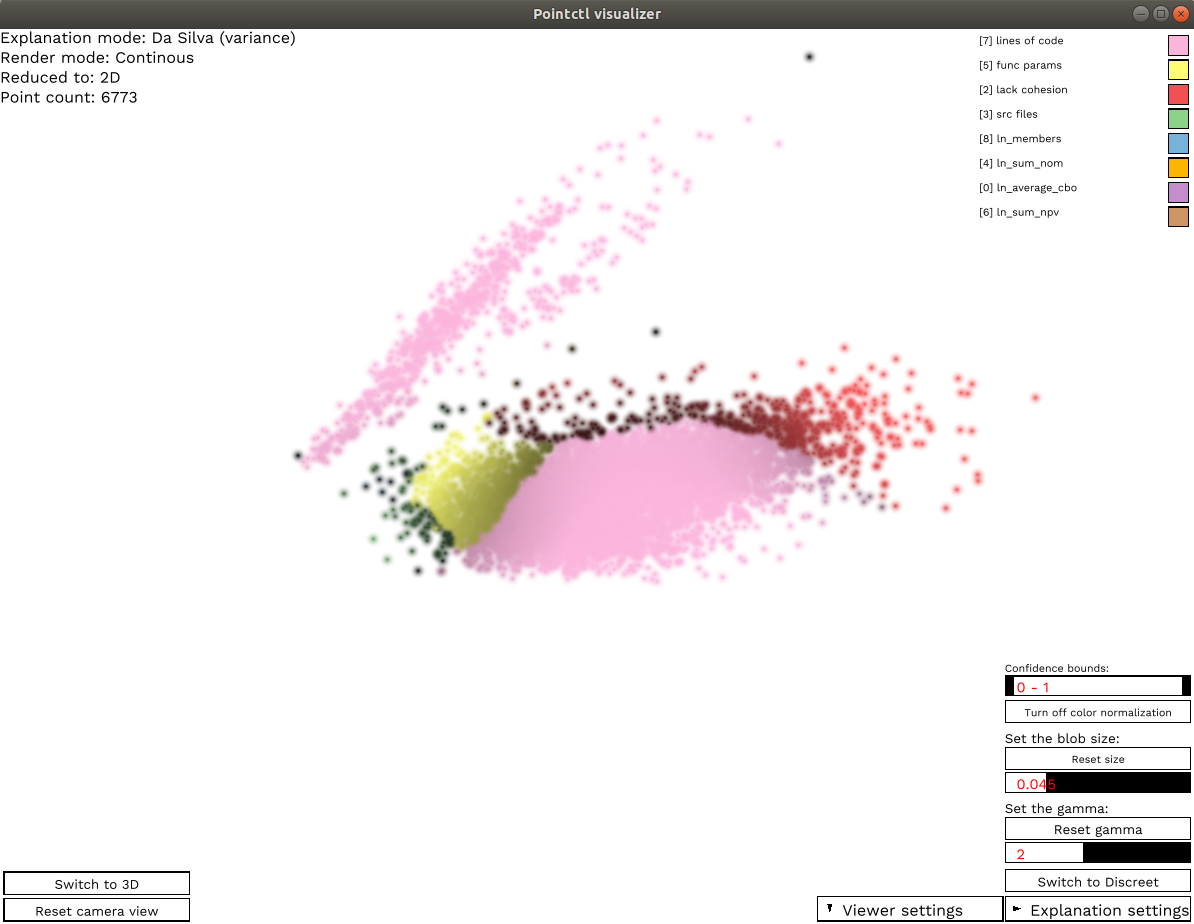 Pointctl visualizer
Explanation mode: Da Silva (variance)
Render mode: Continous
Reduced to: 2D
Point count: 6773
[7] lines of code
[5] func params
[2] lack cohesion
[3] src files
[8] ln_members
[4] ln_sum_nom
[0] ln_average_cbo
[6] ln_sum_npv
Confidence bounds:
0 - 1
Turn off color normalization
Set the blob size:
Reset size
0.045
Set the gamma:
Reset gamma
2
Switch to Discreet
Switch to 3D
Reset camera view
Viewer settings
Explanation settings